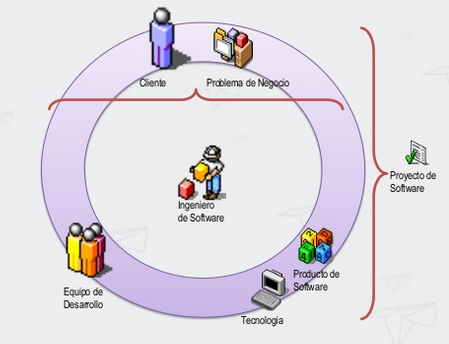 Cliente
Problema de Negocio
Proyecto de
Software
Ingeniero
de Software
Producto de
Software
Equipo de
Desarrollo
Tecnología